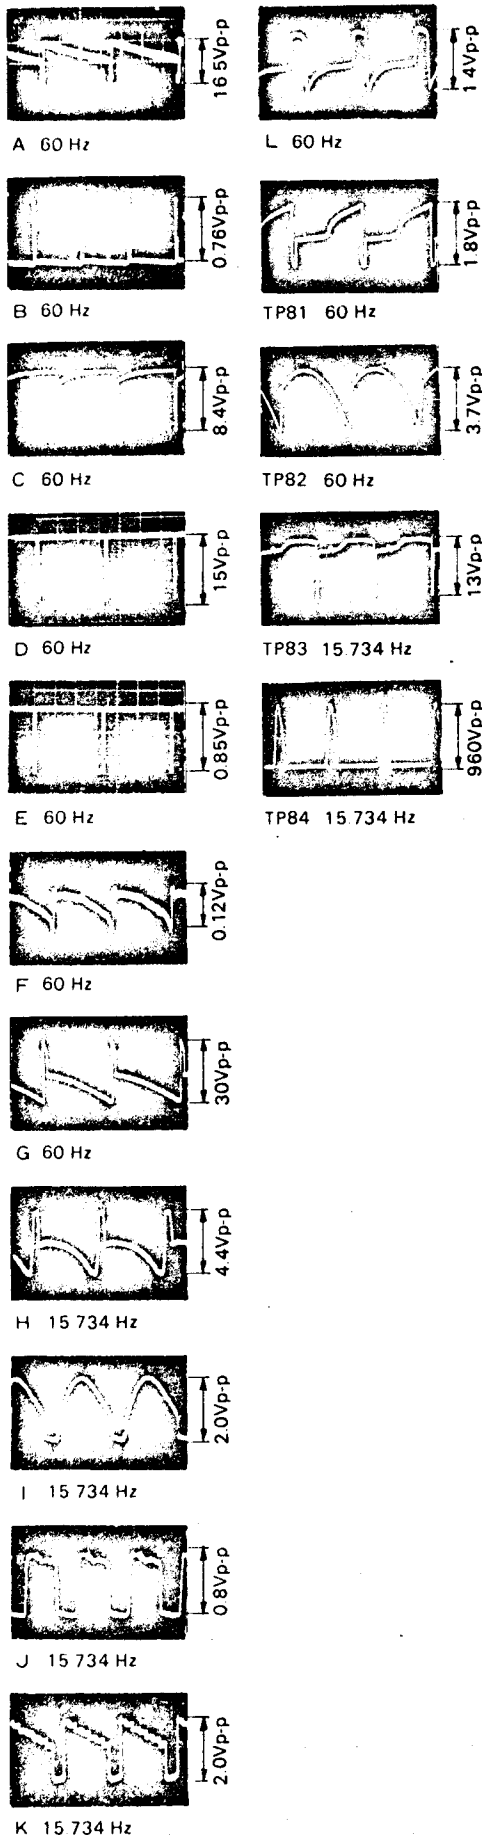 16.5Vp-p
A 60 Hz
0.76Vp-p
B 60 Hz
8.4Vp-p
C 60 Hz
15Vp-p
D 60 Hz
0.85Vp-p
E 60 Hz
0.12Vp-p
F 60 Hz
30Vp-p
G 60 Hz
4.4Vp-p
H 15 734 Hz
2.0Vp-p
I 15 734 Hz
0.8Vp-p
J 15 734 Hz
2.0Vp-p
K 15 734 Hz
1.4Vp-p
L 60 Hz
1.8Vp-p
TP81 60 Hz
3.7Vp-p
TP82 60 Hz
13Vp-p
TP83 15.734 Hz
960Vp-p
TP84 15.734 Hz